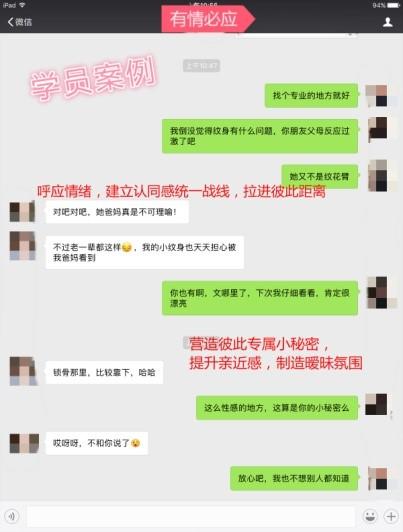 iPad
上午10:56
94%
有情必应
微信
学员案例
上午10:47
找个专业的地方就好
我倒没觉得纹身有什么问题，你朋友父母反应过
激了吧
她又不是纹花臂
呼应情绪，建立认同感统一战线，拉进彼此距离
对吧对吧，她爸妈真是不可理喻！
不过老一辈都这样，我的小纹身也天天担心被
我爸妈看到
你也有啊，文哪里了，下次我仔细看看，肯定很
漂亮
营造彼此专属小秘密，
提升亲近感，制造暧昧氛围
锁骨那里，比较靠下，哈哈
这么性感的地方，这算是你的小秘密么
哎呀呀，不和你说了
放心吧，我也不想别人都知道